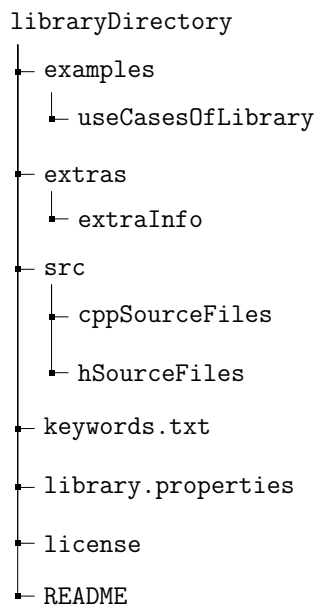 libraryDirectory
examples
useCasesOfLibrary
extras
extraInfo
src
cppSourceFiles
hSourceFiles
keywords.txt
library.properties
license
README